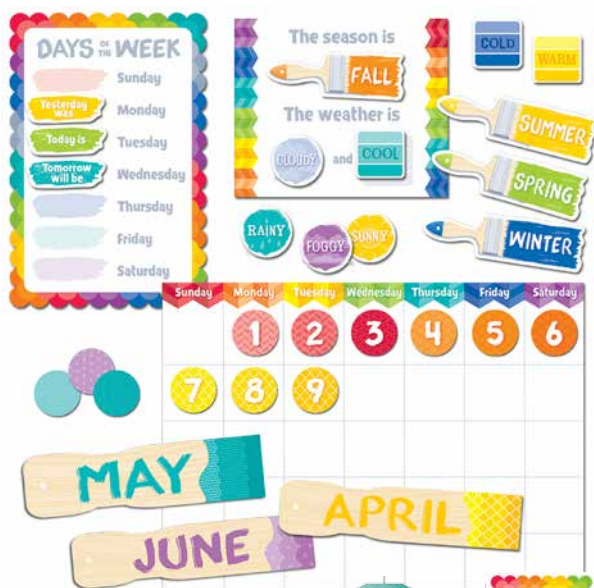 DAYS OF THE WEEK
Sunday
Yesterday was
Monday
Today is
Tuesday
Tomorrow will be
Wednesday
Thursday
Friday
Saturday
The season is
FALL
The weather is
CLOUDY and COOL
COLD
WARM
SUMMER
SPRING
WINTER
RAINY
FOGGY
SUNNY
Sunday Monday Tuesday Wednesday Thursday Friday Saturday
1 2 3 4 5 6
7 8 9
MAY
APRIL
JUNE